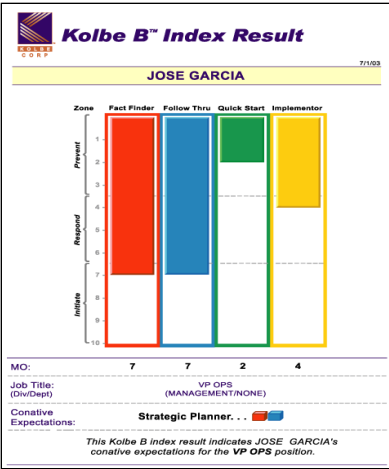 KOLBE
CORP
Kolbe B™ Index Result
7/1/03
JOSE GARCIA
Zone Fact Finder Follow Thru Quick Start Implementor
Prevent
1
2
3
Respond
4
5
6
Initiate
7
8
9
10
MO: 7 7 2 4
Job Title: VP OPS
(Div/Dept) (MANAGEMENT/NONE)
Conative
Expectations: Strategic Planner. . .
This Kolbe B index result indicates JOSE GARCIA's
conative expectations for the VP OPS position.